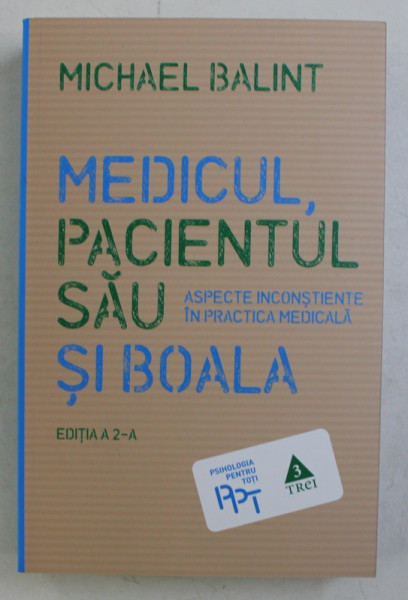 MICHAEL BALINT
MEDICUL,
PACIENTUL
SĂU
ASPECTE INCONȘTIENTE
ÎN PRACTICA MEDICALĂ
ȘI BOALA
EDIȚIA A 2-A
PSIHOLOGIA
PENTRU
TOȚI
PPT
3
TREI